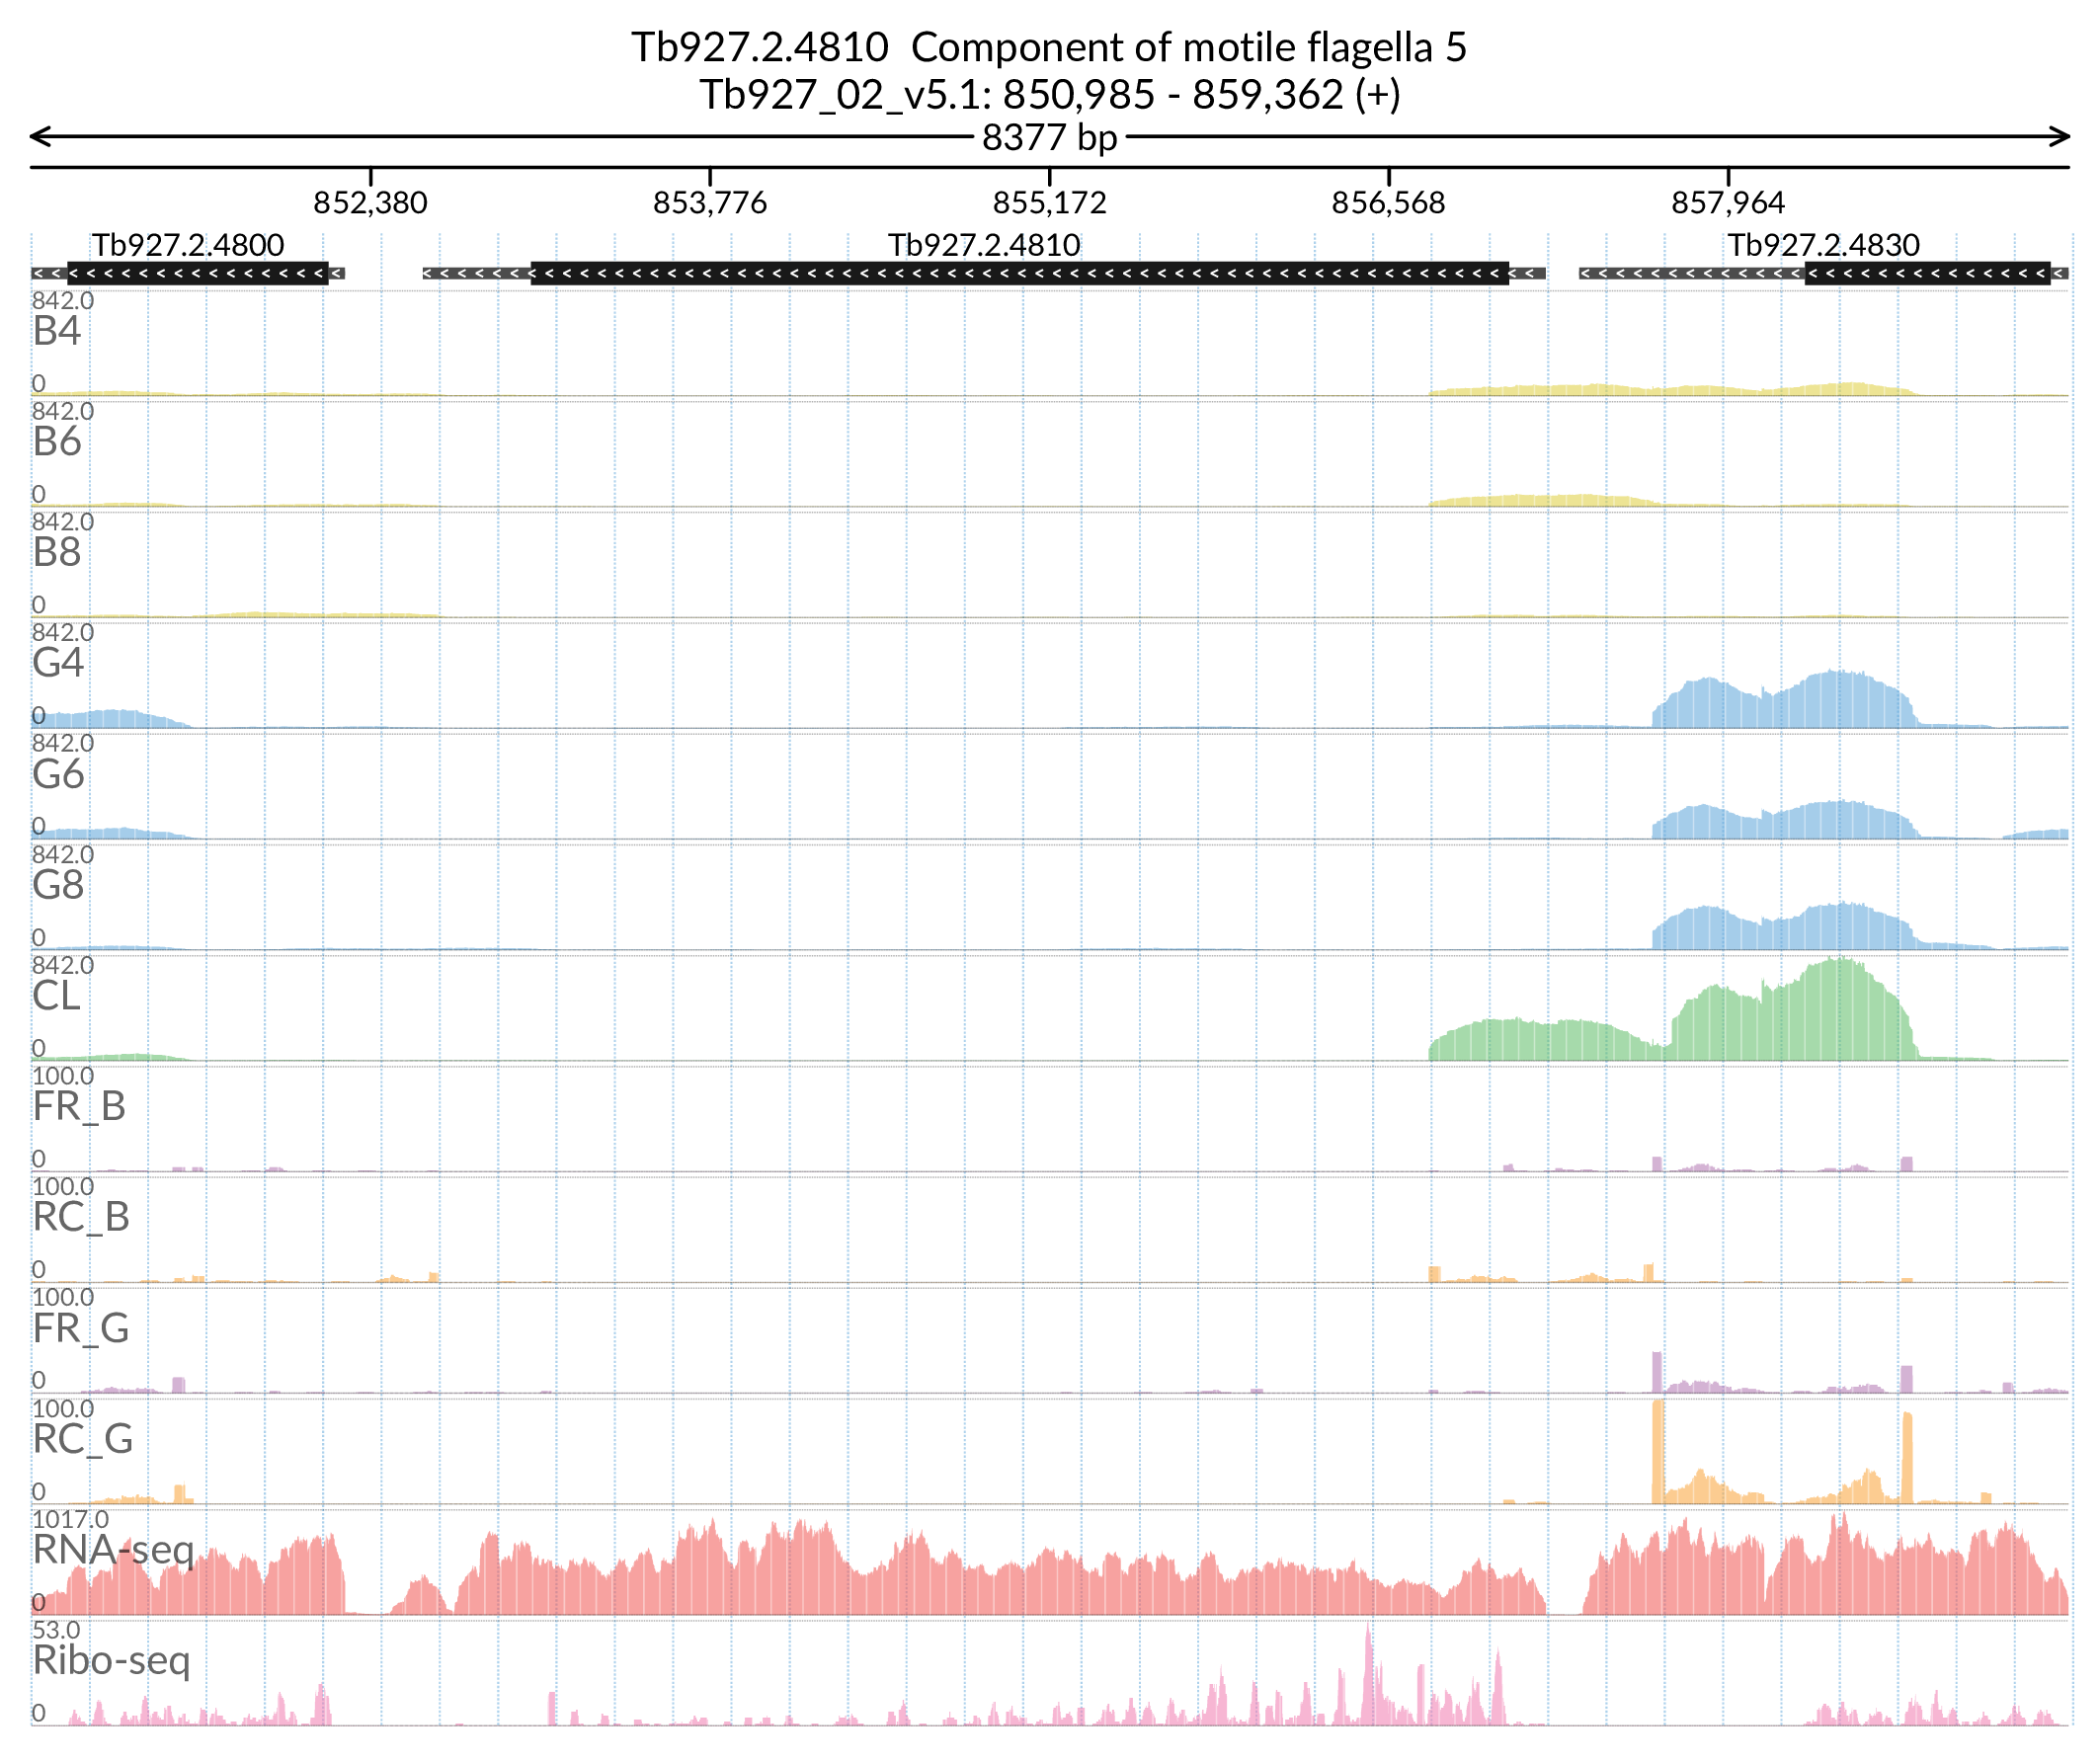 Tb927.2.4810  Component of motile flagella 5
Tb927_02_v5.1: 850,985 - 859,362 (+)
8377 bp
852,380 853,776 855,172 856,568 857,964
Tb927.2.4800 Tb927.2.4810 Tb927.2.4830
842.0
B4
0
842.0
B6
0
842.0
B8
0
842.0
G4
0
842.0
G6
0
842.0
G8
0
842.0
CL
0
100.0
FR_B
0
100.0
RC_B
0
100.0
FR_G
0
100.0
RC_G
0
1017.0
RNA-seq
0
53.0
Ribo-seq
0